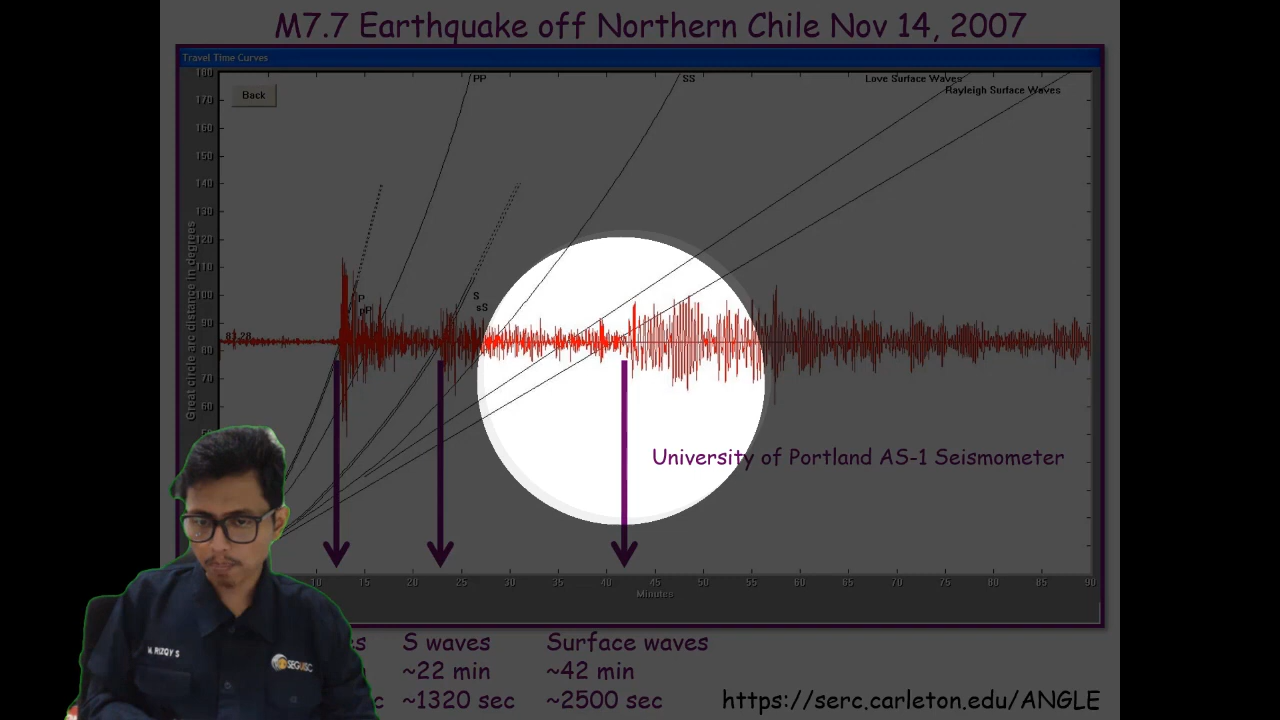 M7.7 Earthquake off Northern Chile Nov 14, 2007
Travel Time Curves
Back
PP
SS
Love Surface Waves
Rayleigh Surface Waves
180
170
160
150
140
130
120
110
100
90
80
70
60
Great circle arc distance in degrees
P
pP
S
sS
University of Portland AS-1 Seismometer
10 15 20 25 30 35 40 45 50 55 60 65 70 75 80 85 90
Minutes
S waves
Surface waves
~22 min
~42 min
~1320 sec
~2500 sec
https://serc.carleton.edu/ANGLE
M. RIZQY S
SEG UISC